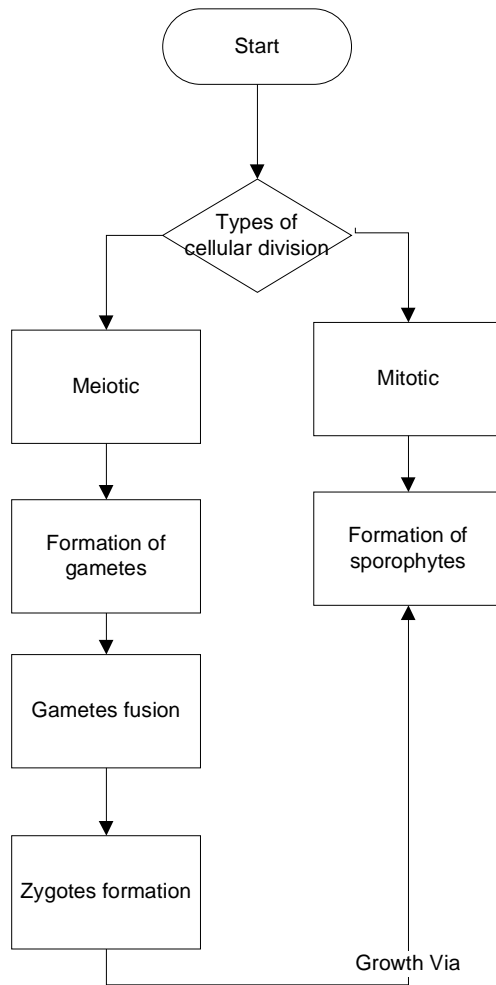 Start
Types of
cellular division
Meiotic
Mitotic
Formation of
gametes
Formation of
sporophytes
Gametes fusion
Zygotes formation
Growth Via